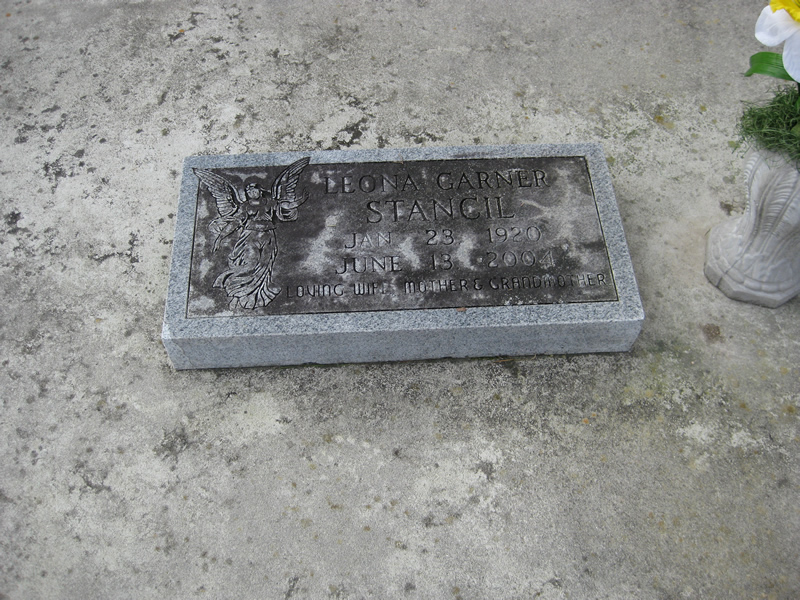 LEONA GARNER
STANCIL
JAN 23 1920
JUNE 13 2004
LOVING WIFE MOTHER & GRANDMOTHER